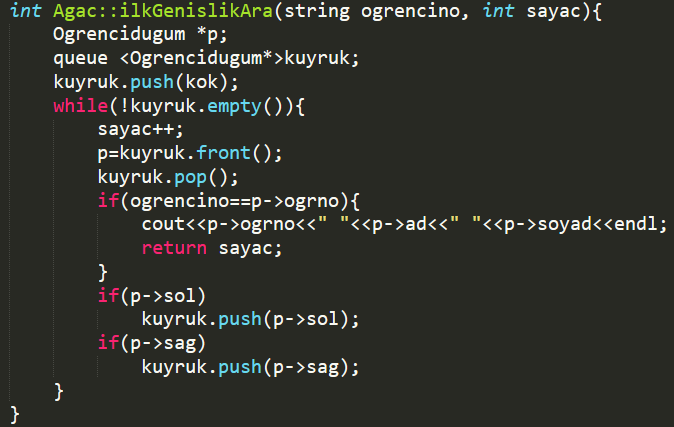 int Agac::ilkGenislikAra(string ogrencino, int sayac){
    Ogrencidugum *p;
    queue <Ogrencidugum*>kuyruk;
    kuyruk.push(kok);
    while(!kuyruk.empty()){
        sayac++;
        p=kuyruk.front();
        kuyruk.pop();
        if(ogrencino==p->ogrno){
            cout<<p->ogrno<<" "<<p->ad<<" "<<p->soyad<<endl;
            return sayac;
        }
        if(p->sol)
            kuyruk.push(p->sol);
        if(p->sag)
            kuyruk.push(p->sag);
    }
}